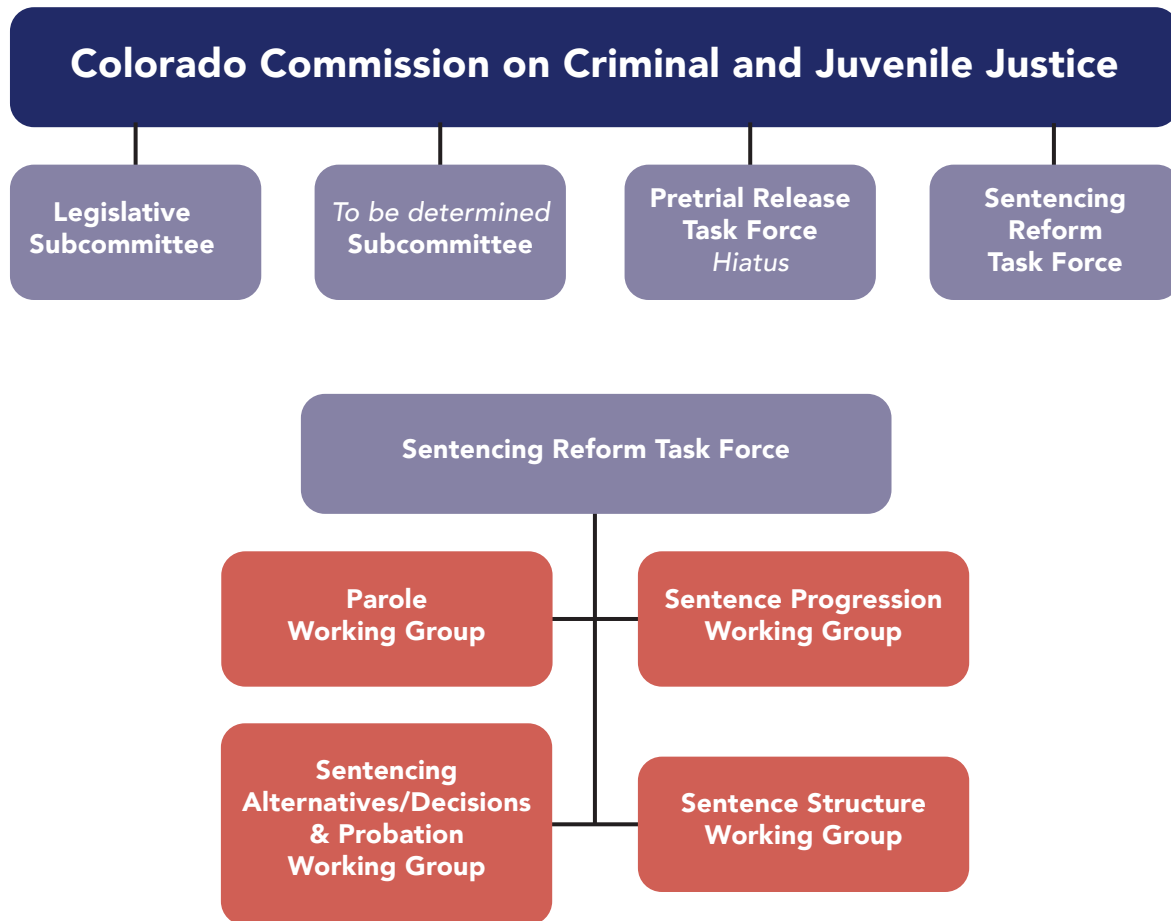 Colorado Commission on Criminal and Juvenile Justice
Legislative
Subcommittee
To be determined
Subcommittee
Pretrial Release
Task Force
Hiatus
Sentencing
Reform
Task Force
Sentencing Reform Task Force
Parole
Working Group
Sentence Progression
Working Group
Sentencing
Alternatives/Decisions
& Probation
Working Group
Sentence Structure
Working Group